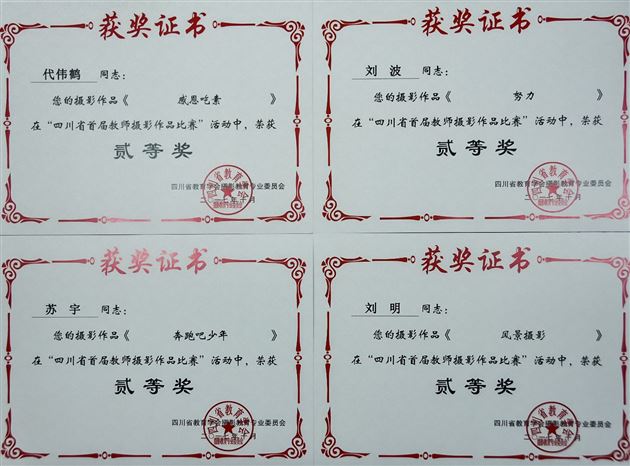 获奖证书
代伟鹤 同志：
您的摄影作品《 感恩吃素 》
在“四川省首届教师摄影作品比赛”活动中，荣获
贰等奖
四川省教育学会摄影教育专业委员会
获奖证书
刘波 同志：
您的摄影作品《 努力 》
在“四川省首届教师摄影作品比赛”活动中，荣获
贰等奖
四川省教育学会摄影教育专业委员会
获奖证书
苏宇 同志：
您的摄影作品《 奔跑吧少年 》
在“四川省首届教师摄影作品比赛”活动中，荣获
贰等奖
四川省教育学会摄影教育专业委员会
获奖证书
刘明 同志：
您的摄影作品《 风景摄影 》
在“四川省首届教师摄影作品比赛”活动中，荣获
贰等奖
四川省教育学会摄影教育专业委员会